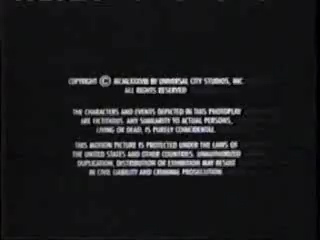 COPYRIGHT © MCMLXXXVIII BY UNIVERSAL CITY STUDIOS, INC.
ALL RIGHTS RESERVED
THE CHARACTERS AND EVENTS DEPICTED IN THIS PHOTOPLAY
ARE FICTITIOUS. ANY SIMILARITY TO ACTUAL PERSONS,
LIVING OR DEAD, IS PURELY COINCIDENTAL.
THIS MOTION PICTURE IS PROTECTED UNDER THE LAWS OF
THE UNITED STATES AND OTHER COUNTRIES. UNAUTHORIZED
DUPLICATION, DISTRIBUTION OR EXHIBITION MAY RESULT
IN CIVIL LIABILITY AND CRIMINAL PROSECUTION.